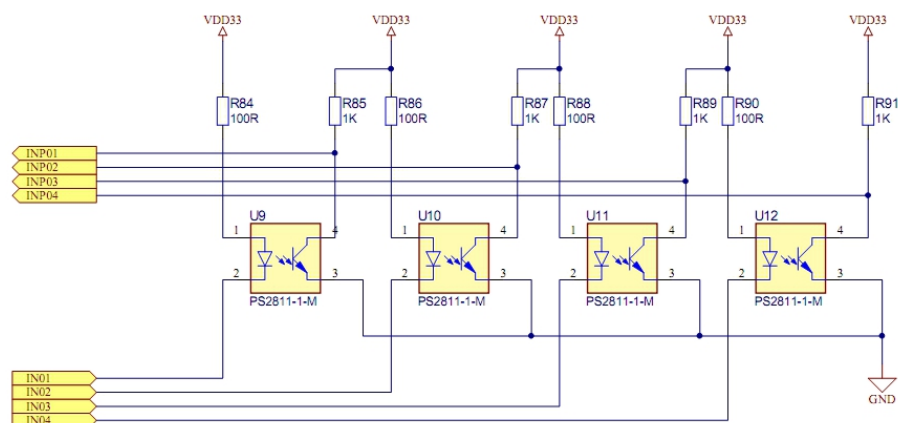 VDD33 VDD33 VDD33 VDD33 VDD33
R84 R85 R86 R87 R88 R89 R90 R91
100R 1K 100R 1K 100R 1K 100R 1K
INP01
INP02
INP03
INP04
U9 U10 U11 U12
1 4 1 4 1 4 1 4
2 3 2 3 2 3 2 3
PS2811-1-M PS2811-1-M PS2811-1-M PS2811-1-M
IN01
IN02
IN03
GND
IN04